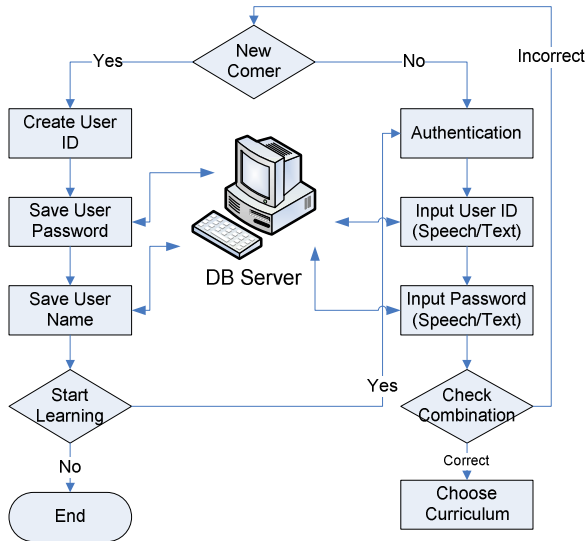 New
Comer
Yes
No
Incorrect
Create User
ID
Authentication
Save User
Password
Input User ID
(Speech/Text)
DB Server
Save User
Name
Input Password
(Speech/Text)
Start
Learning
Yes
Check
Combination
No
Correct
End
Choose
Curriculum